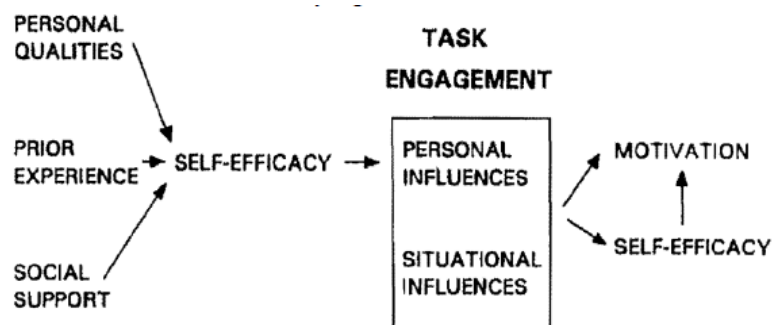 PERSONAL
QUALITIES
TASK
ENGAGEMENT
PRIOR
EXPERIENCE
SELF-EFFICACY
PERSONAL
INFLUENCES
MOTIVATION
SELF-EFFICACY
SITUATIONAL
INFLUENCES
SOCIAL
SUPPORT